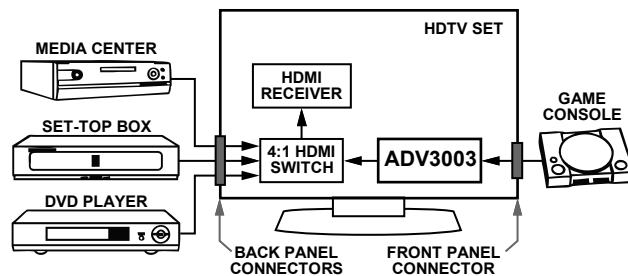 MEDIA CENTER
SET-TOP BOX
DVD PLAYER
HDTV SET
HDMI
RECEIVER
4:1 HDMI
SWITCH
ADV3003
GAME
CONSOLE
BACK PANEL
CONNECTORS
FRONT PANEL
CONNECTOR